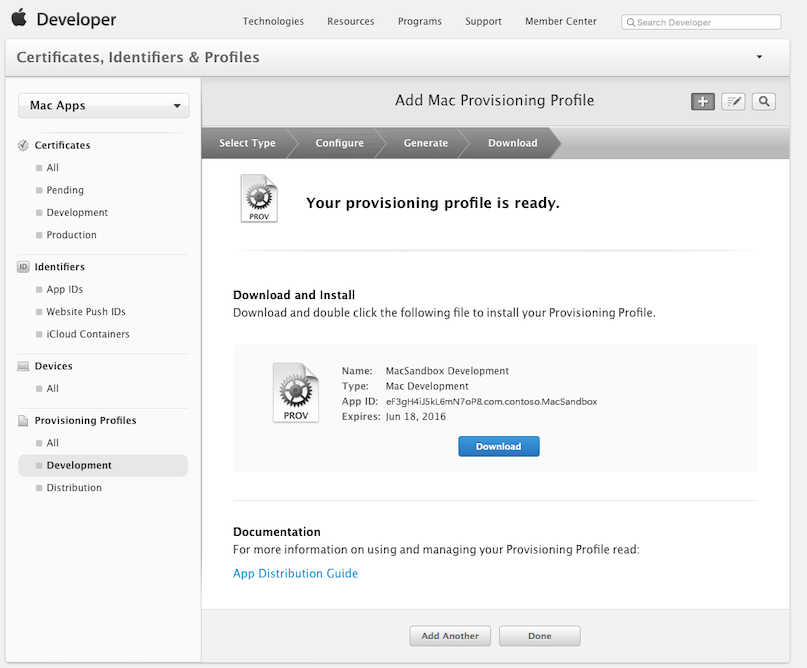 Developer
Technologies
Resources
Programs
Support
Member Center
Search Developer
Certificates, Identifiers & Profiles
Mac Apps
Certificates
All
Pending
Development
Production
ID Identifiers
App IDs
Website Push IDs
iCloud Containers
Devices
All
Provisioning Profiles
All
Development
Distribution
Add Mac Provisioning Profile
Select Type
Configure
Generate
Download
PROV
Your provisioning profile is ready.
Download and Install
Download and double click the following file to install your Provisioning Profile.
PROV
Name: MacSandbox Development
Type: Mac Development
App ID: eF3gH4iJ5kL6mN7oP8.com.contoso.MacSandbox
Expires: Jun 18, 2016
Download
Documentation
For more information on using and managing your Provisioning Profile read:
App Distribution Guide
Add Another
Done